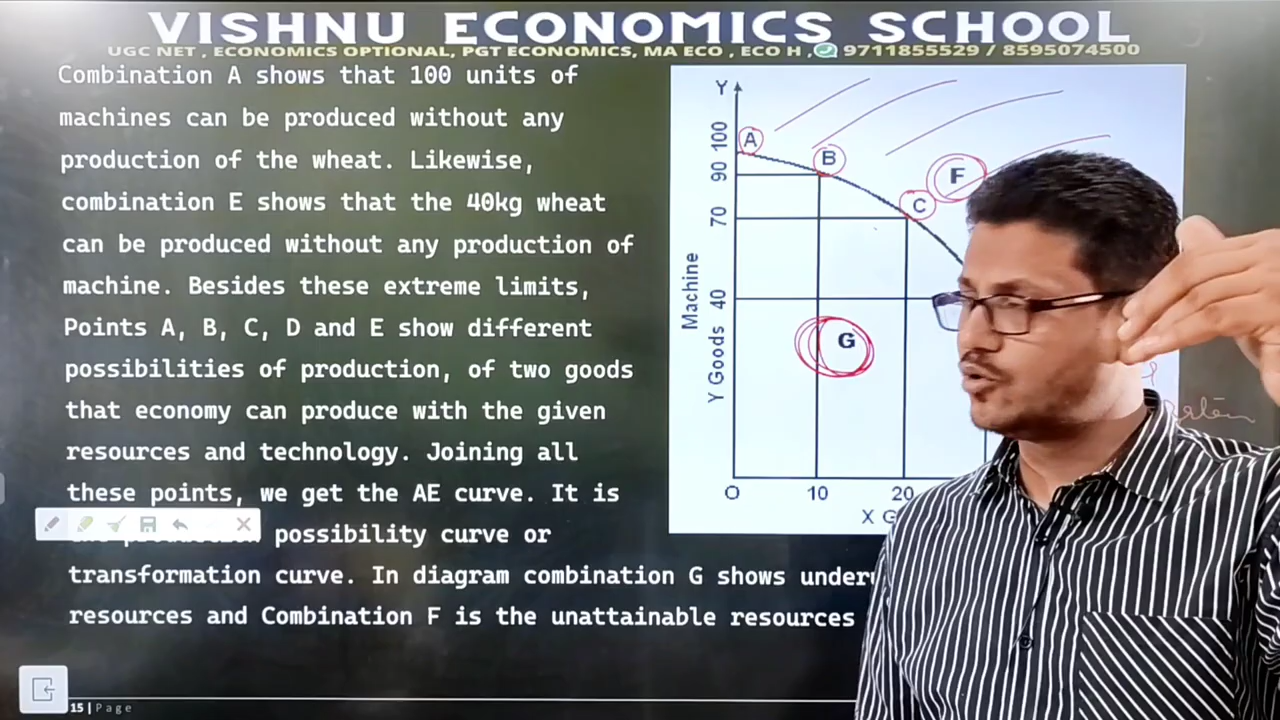 VISHNU ECONOMICS SCHOOL
UGC NET , ECONOMICS OPTIONAL, PGT ECONOMICS, MA ECO , ECO H , 9711855529 / 8595074500
Combination A shows that 100 units of
machines can be produced without any
production of the wheat. Likewise,
combination E shows that the 40kg wheat
can be produced without any production of
machine. Besides these extreme limits,
Points A, B, C, D and E show different
possibilities of production, of two goods
that economy can produce with the given
resources and technology. Joining all
these points, we get the AE curve. It is
possibility curve or
transformation curve. In diagram combination G shows
resources and Combination F is the unattainable resources
15 | Page
Y
100
A
90
B
F
70
C
Machine
Y Goods
40
G
O
10
20
X G